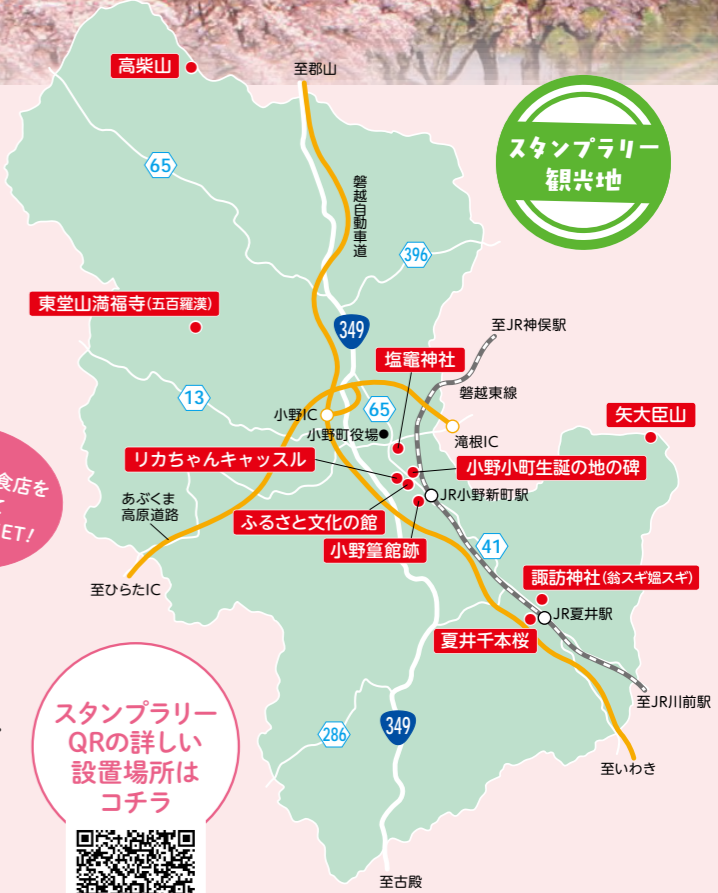 高柴山
至郡山
スタンプラリー
観光地
65
磐越自動車道
396
東堂山満福寺(五百羅漢)
349
至JR神俣駅
塩竈神社
磐越東線
13
65
矢大臣山
小野IC
小野町役場
滝根IC
リカちゃんキャッスル
小野小町生誕の地の碑
JR小野新町駅
食店を
て
ET!
あぶくま
高原道路
ふるさと文化の館
小野篁館跡
41
至ひらたIC
諏訪神社(翁スギ媼スギ)
JR夏井駅
夏井千本桜
スタンプラリー
QRの詳しい
設置場所は
コチラ
至JR川前駅
286
349
至いわき
至古殿